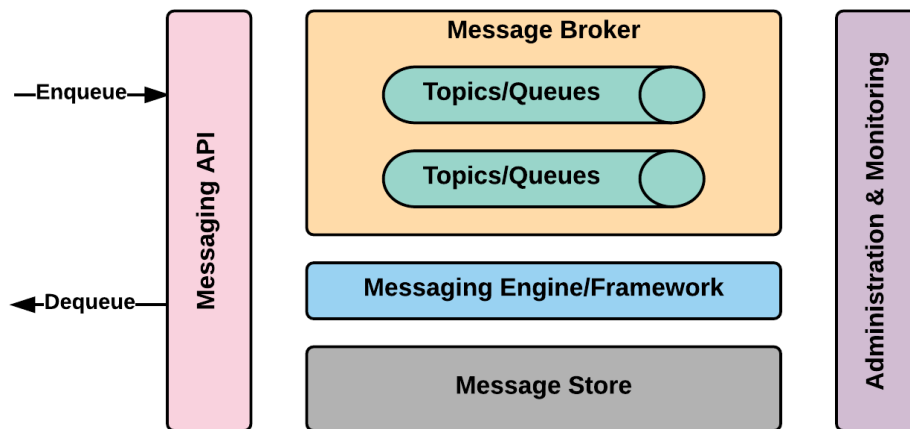 Message Broker
Topics/Queues
Topics/Queues
Enqueue
Dequeue
Messaging API
Messaging Engine/Framework
Message Store
Administration & Monitoring